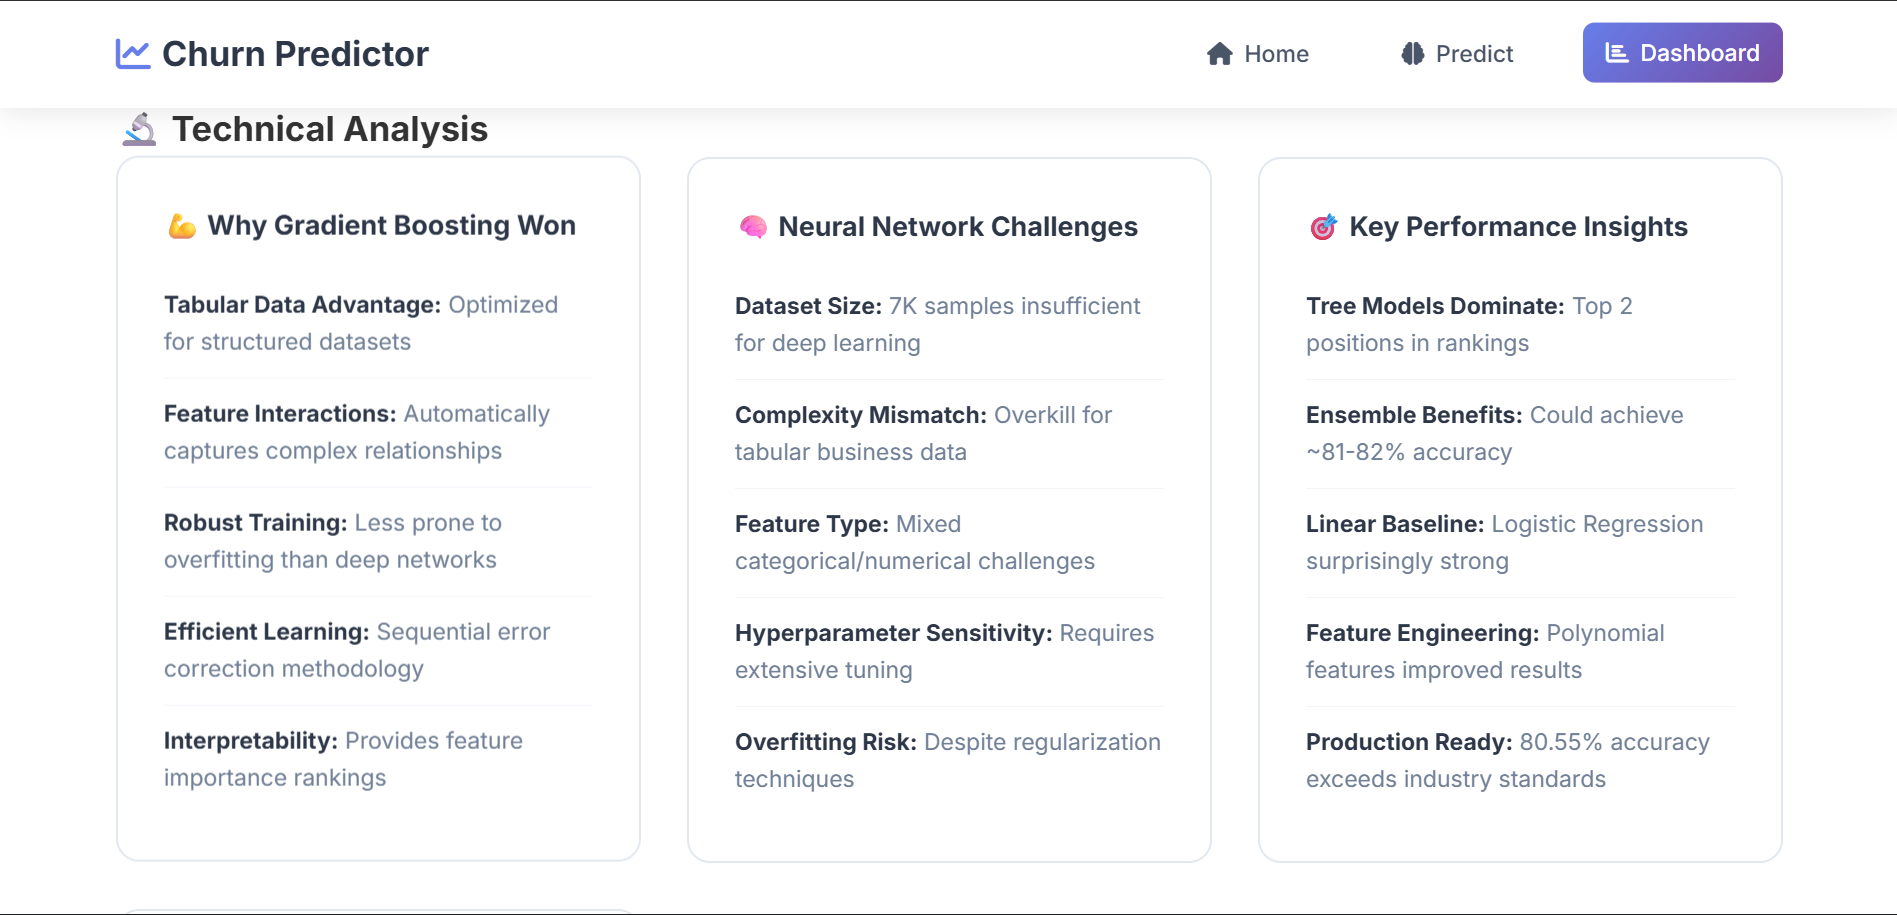 Churn Predictor
Home
Predict
Dashboard
Technical Analysis
Why Gradient Boosting Won
Tabular Data Advantage: Optimized
for structured datasets
Feature Interactions: Automatically
captures complex relationships
Robust Training: Less prone to
overfitting than deep networks
Efficient Learning: Sequential error
correction methodology
Interpretability: Provides feature
importance rankings
Neural Network Challenges
Dataset Size: 7K samples insufficient
for deep learning
Complexity Mismatch: Overkill for
tabular business data
Feature Type: Mixed
categorical/numerical challenges
Hyperparameter Sensitivity: Requires
extensive tuning
Overfitting Risk: Despite regularization
techniques
Key Performance Insights
Tree Models Dominate: Top 2
positions in rankings
Ensemble Benefits: Could achieve
~81-82% accuracy
Linear Baseline: Logistic Regression
surprisingly strong
Feature Engineering: Polynomial
features improved results
Production Ready: 80.55% accuracy
exceeds industry standards